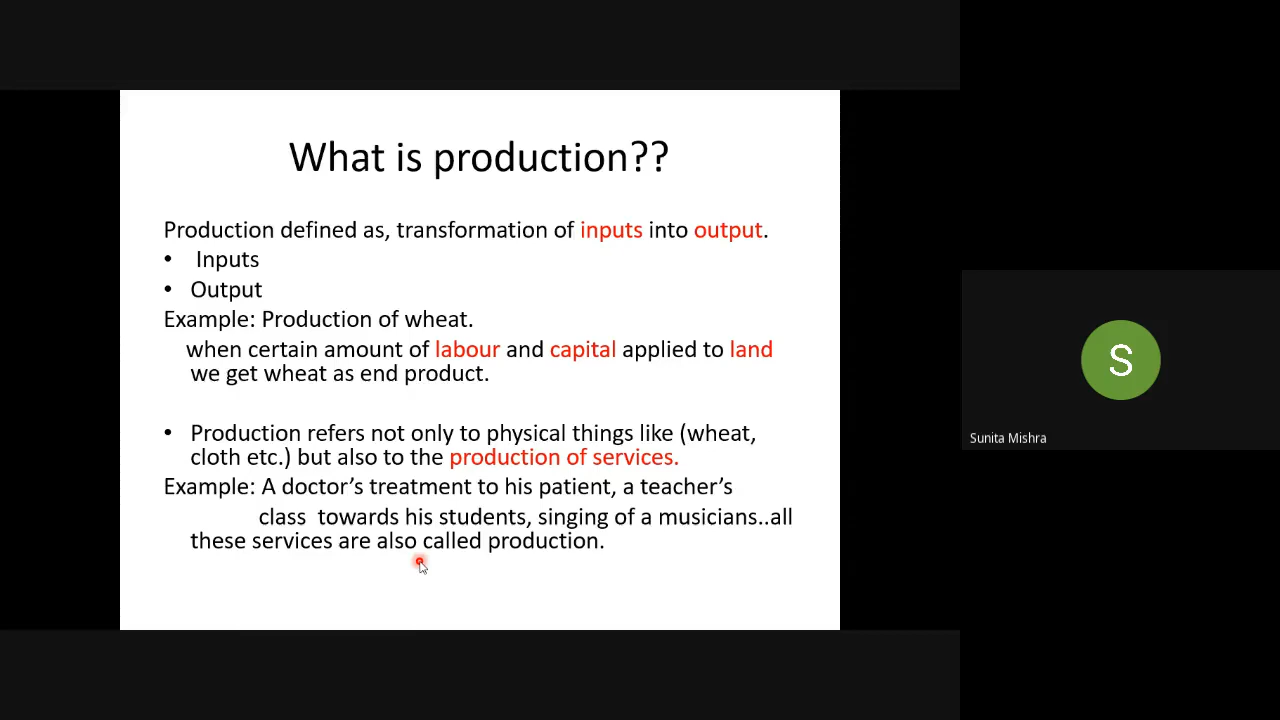 What is production??
Production defined as, transformation of inputs into output.
• Inputs
• Output
Example: Production of wheat.
when certain amount of labour and capital applied to land
we get wheat as end product.
• Production refers not only to physical things like (wheat,
cloth etc.) but also to the production of services.
Example: A doctor’s treatment to his patient, a teacher’s
class towards his students, singing of a musicians..all
these services are also called production.
S
Sunita Mishra